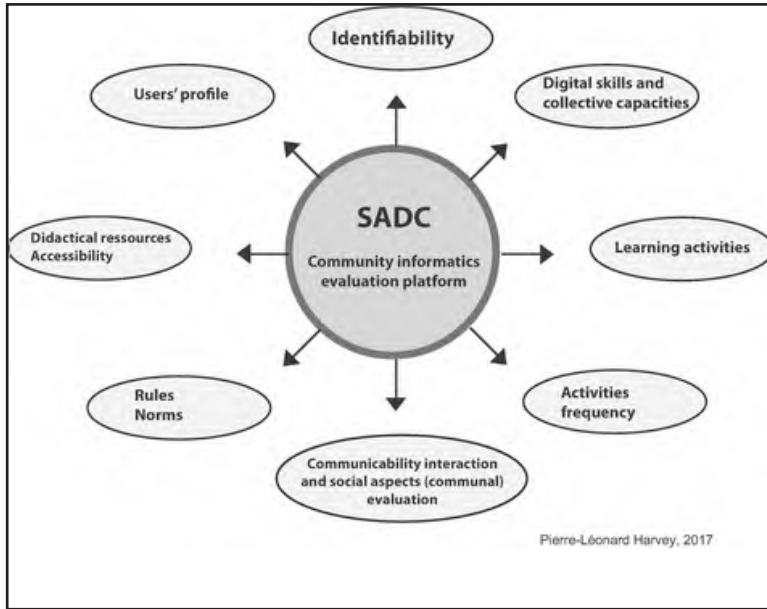 Identifiability
Users' profile
Digital skills and
collective capacities
SADC
Community informatics
evaluation platform
Didactical ressources
Accessibility
Learning activities
Rules
Norms
Activities
frequency
Communicability interaction
and social aspects (communal)
evaluation
Pierre-Léonard Harvey, 2017